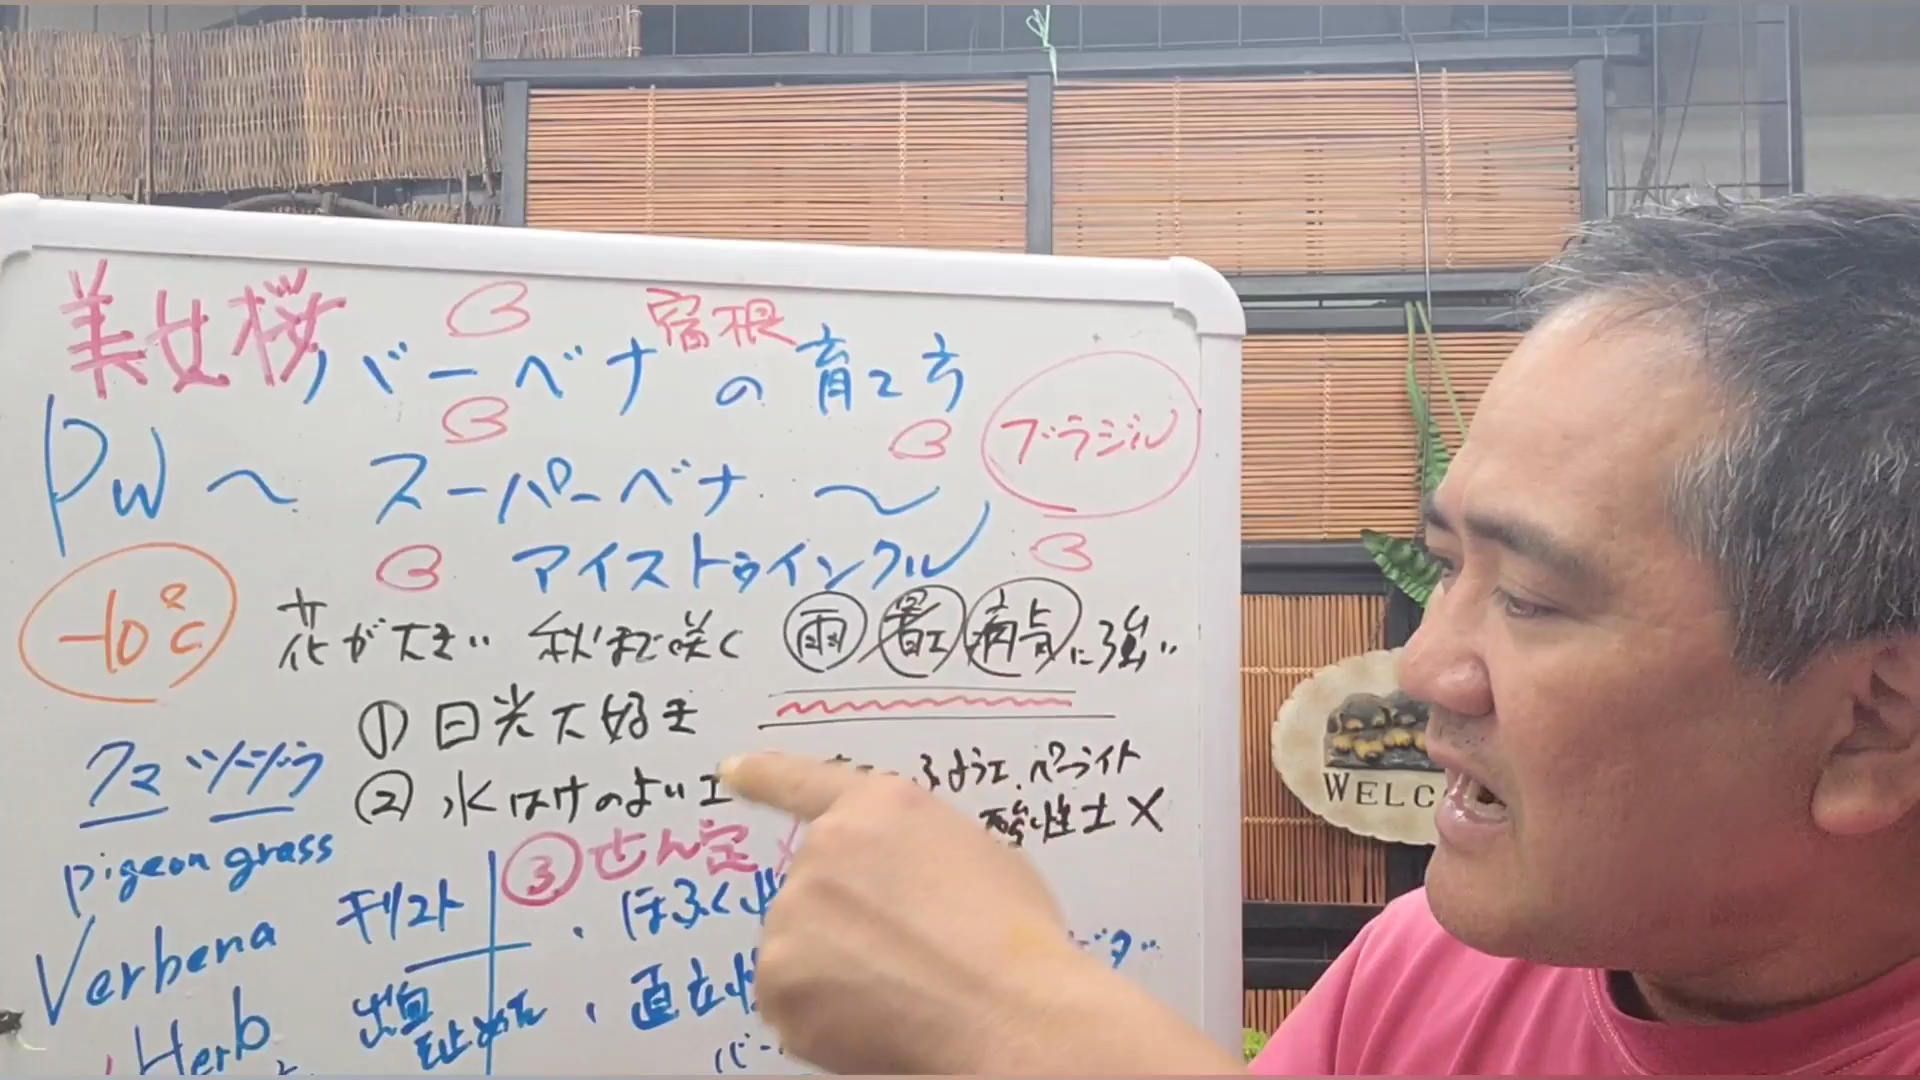 美女桜 バーベナ 宿根 の育て方
ブラジル
PW～ スーパーベナ ～
アイストゥインクル
-10℃
花が大きい 秋まで咲く 雨 暑 病気に強い
①日光大好き
②水はけのよい土
ふよう土、パーライト
酸性土×
クマツヅラ
③せん定
pigeon grass
キリスト
ほふく
Verbena
出血
止めた
直立性
Herb
バー
WELC